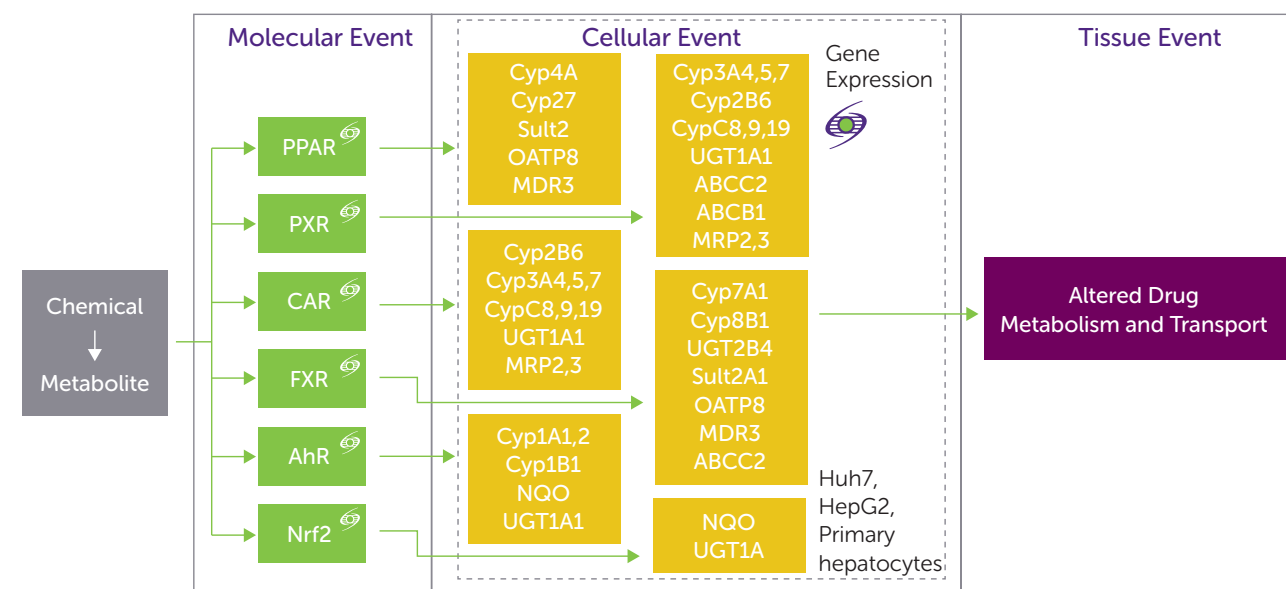 Molecular Event
Cellular Event
Tissue Event
Chemical
Metabolite
PPAR
PXR
CAR
FXR
AhR
Nrf2
Cyp4A
Cyp27
Sult2
OATP8
MDR3
Cyp2B6
Cyp3A4,5,7
CypC8,9,19
UGT1A1
MRP2,3
Cyp1A1,2
Cyp1B1
NQO
UGT1A1
Cyp3A4,5,7
Cyp2B6
CypC8,9,19
UGT1A1
ABCC2
ABCB1
MRP2,3
Cyp7A1
Cyp8B1
UGT2B4
Sult2A1
OATP8
MDR3
ABCC2
NQO
UGT1A
Gene
Expression
Huh7,
HepG2,
Primary
hepatocytes
Altered Drug
Metabolism and Transport